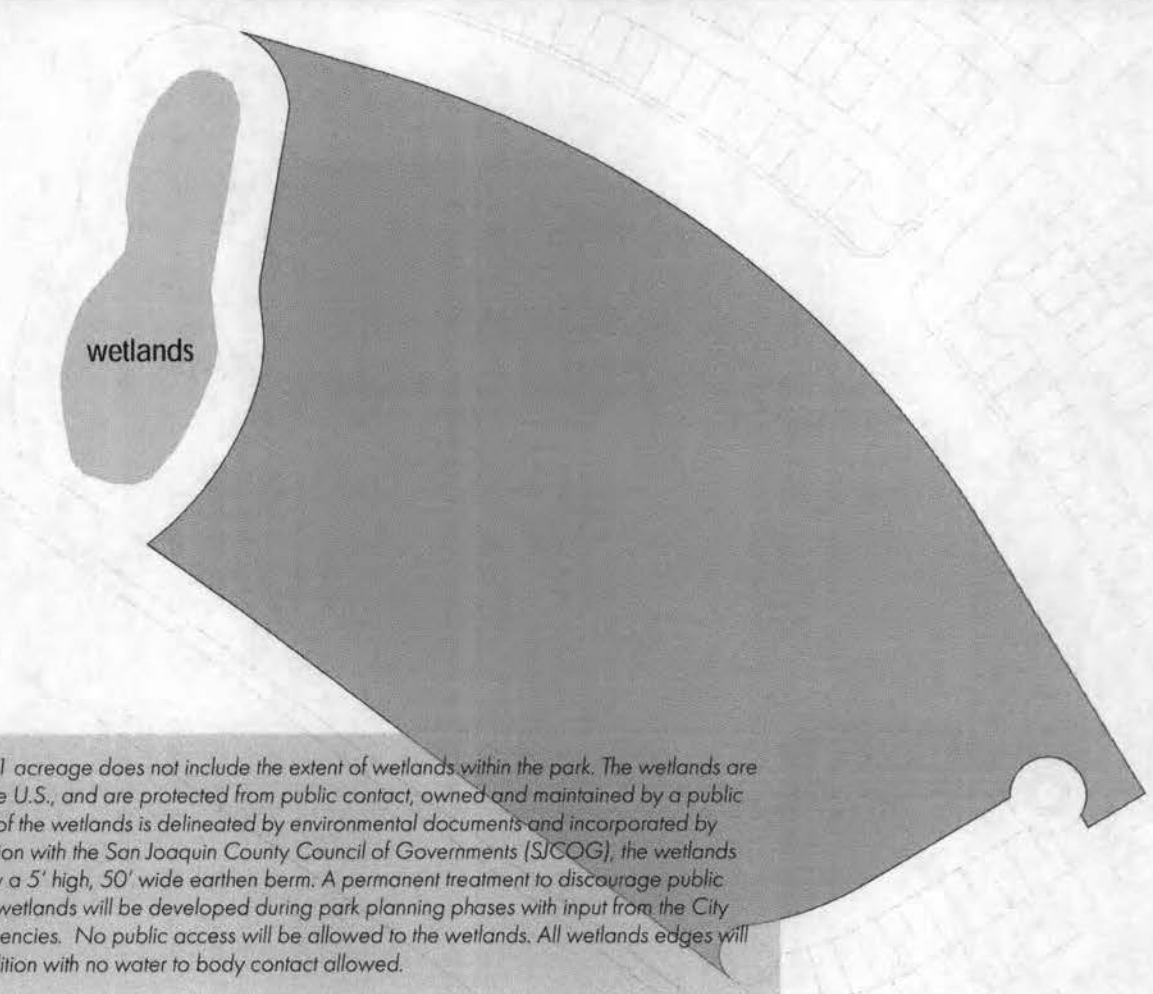 wetlands
1 acreage does not include the extent of wetlands within the park. The wetlands are
e U.S., and are protected from public contact, owned and maintained by a public
of the wetlands is delineated by environmental documents and incorporated by
ion with the San Joaquin County Council of Governments (SJCOG), the wetlands
y a 5' high, 50' wide earthen berm. A permanent treatment to discourage public
wetlands will be developed during park planning phases with input from the City
encies. No public access will be allowed to the wetlands. All wetlands edges will
dition with no water to body contact allowed.